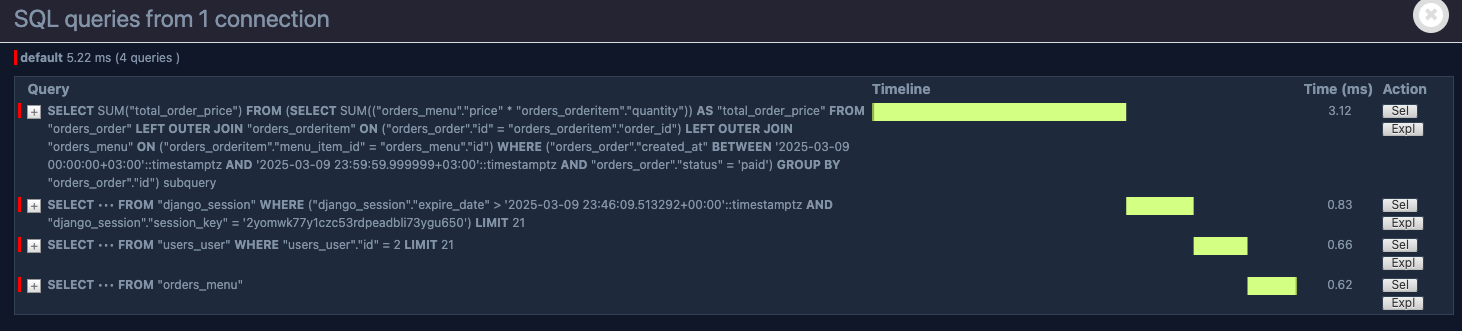 SQL queries from 1 connection
default 5.22 ms (4 queries )
Query Timeline Time (ms) Action
+ SELECT SUM("total_order_price") FROM (SELECT SUM(("orders_menu"."price" * "orders_orderitem"."quantity")) AS "total_order_price" FROM 3.12 Sel
"orders_order" LEFT OUTER JOIN "orders_orderitem" ON ("orders_order"."id" = "orders_orderitem"."order_id") LEFT OUTER JOIN Expl
"orders_menu" ON ("orders_orderitem"."menu_item_id" = "orders_menu"."id") WHERE ("orders_order"."created_at" BETWEEN '2025-03-09
00:00:00+03:00'::timestamptz AND '2025-03-09 23:59:59.999999+03:00'::timestamptz AND "orders_order"."status" = 'paid') GROUP BY
"orders_order"."id") subquery
+ SELECT ••• FROM "django_session" WHERE ("django_session"."expire_date" > '2025-03-09 23:46:09.513292+00:00'::timestamptz AND 0.83 Sel
"django_session"."session_key" = '2yomwk77y1czc53rdpeadbli73ygu650') LIMIT 21 Expl
+ SELECT ••• FROM "users_user" WHERE "users_user"."id" = 2 LIMIT 21 0.66 Sel
Expl
+ SELECT ••• FROM "orders_menu" 0.62 Sel
Expl